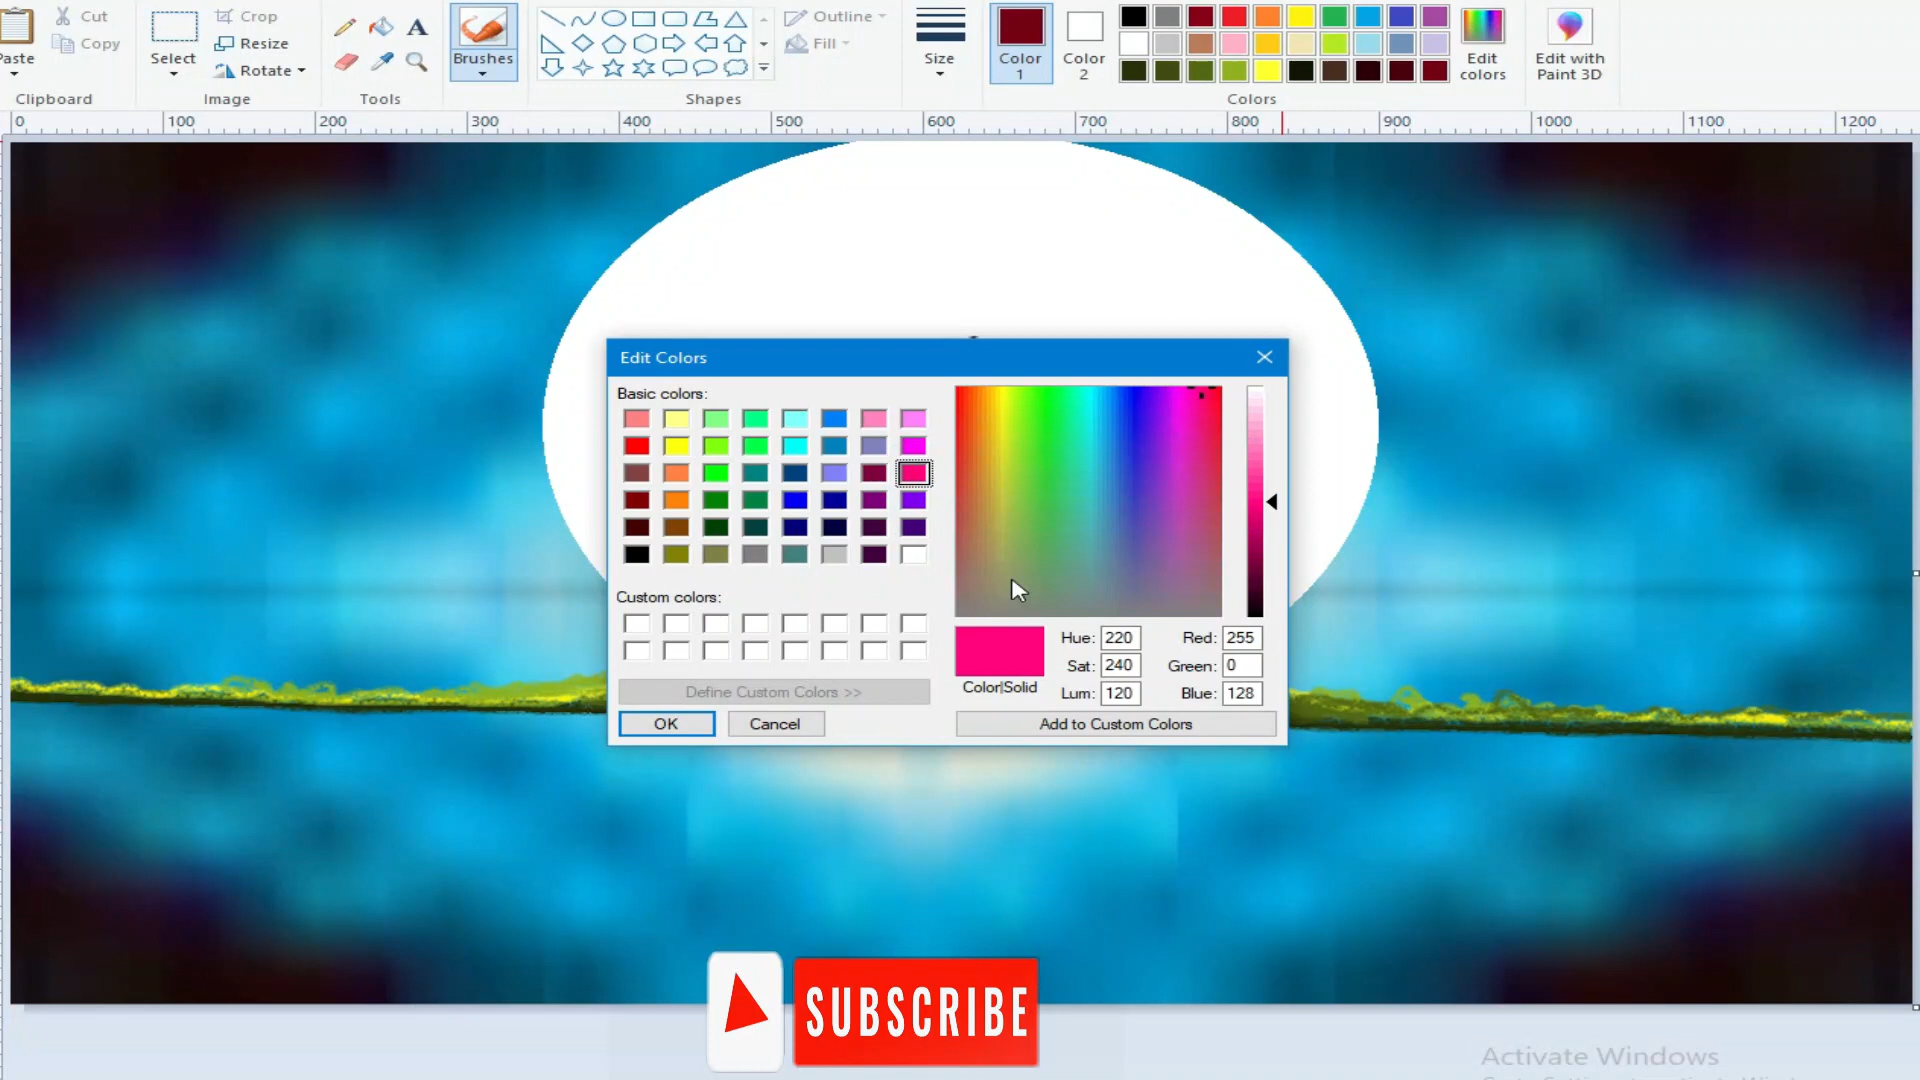 Paste
Cut
Copy
Clipboard
Select
Crop
Resize
Rotate
Image
Tools
Brushes
Shapes
Outline
Fill
Size
Color 1
Color 2
Edit colors
Edit with Paint 3D
Colors
0 100 200 300 400 500 600 700 800 900 1000 1100 1200
Edit Colors
Basic colors:
Custom colors:
Define Custom Colors >>
OK
Cancel
Color|Solid
Hue: 220
Sat: 240
Lum: 120
Red: 255
Green: 0
Blue: 128
Add to Custom Colors
SUBSCRIBE
Activate Windows